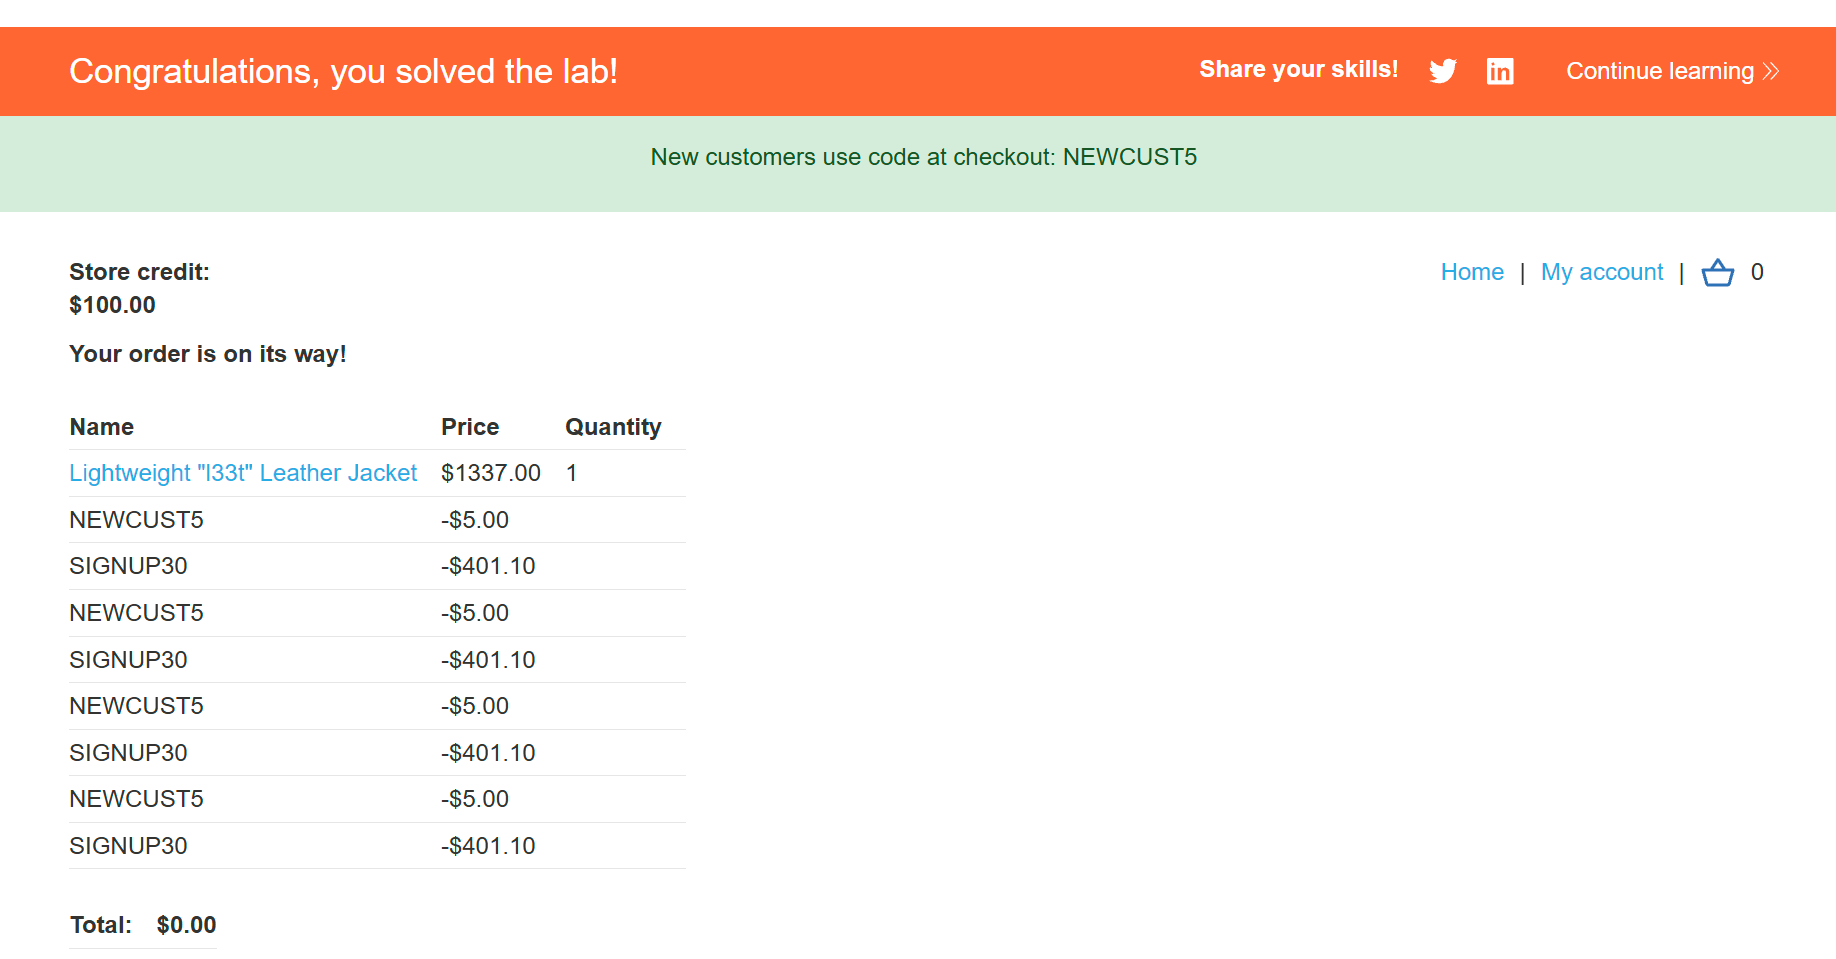 Congratulations, you solved the lab!
Share your skills!
Continue learning
New customers use code at checkout: NEWCUST5
Store credit:
$100.00
Home | My account | 0
Your order is on its way!
Name Price Quantity
Lightweight "l33t" Leather Jacket $1337.00 1
NEWCUST5 -$5.00
SIGNUP30 -$401.10
NEWCUST5 -$5.00
SIGNUP30 -$401.10
NEWCUST5 -$5.00
SIGNUP30 -$401.10
NEWCUST5 -$5.00
SIGNUP30 -$401.10
Total: $0.00